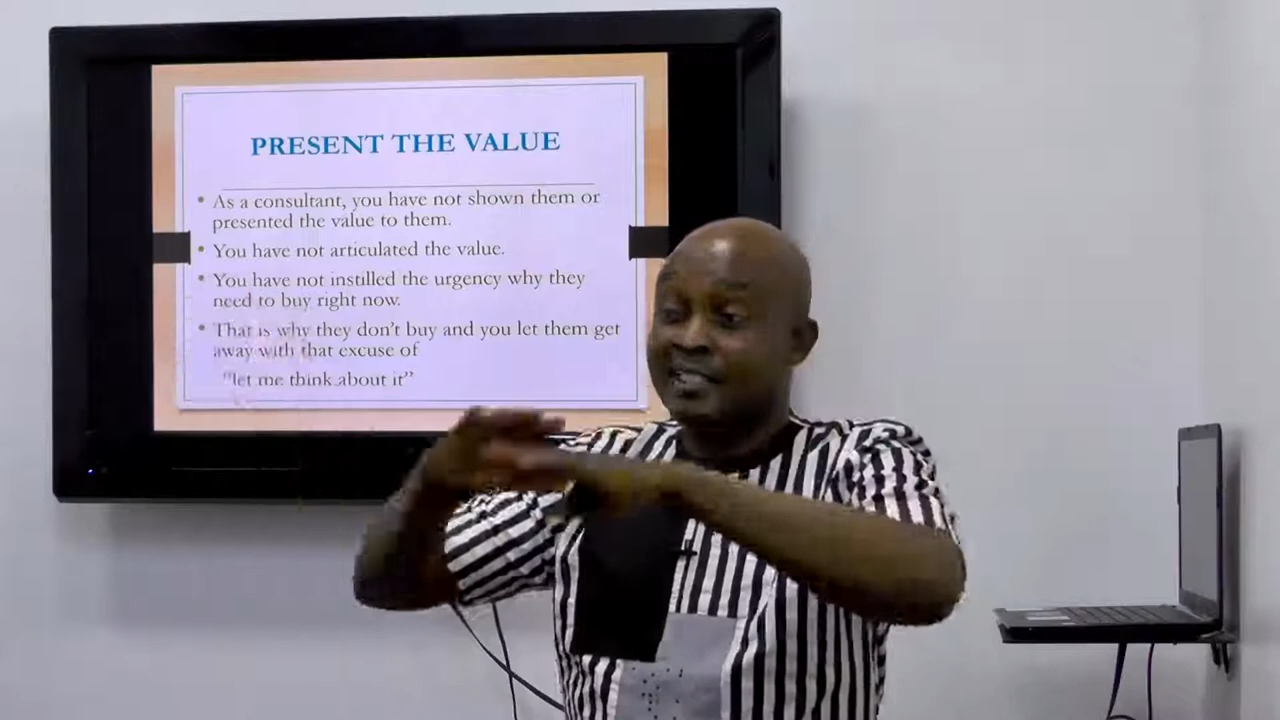 PRESENT THE VALUE
• As a consultant, you have not shown them or
presented the value to them.
• You have not articulated the value.
• You have not instilled the urgency why they
need to buy right now.
• That is why they don't buy and you let them get
away with that excuse of
"let me think about it"